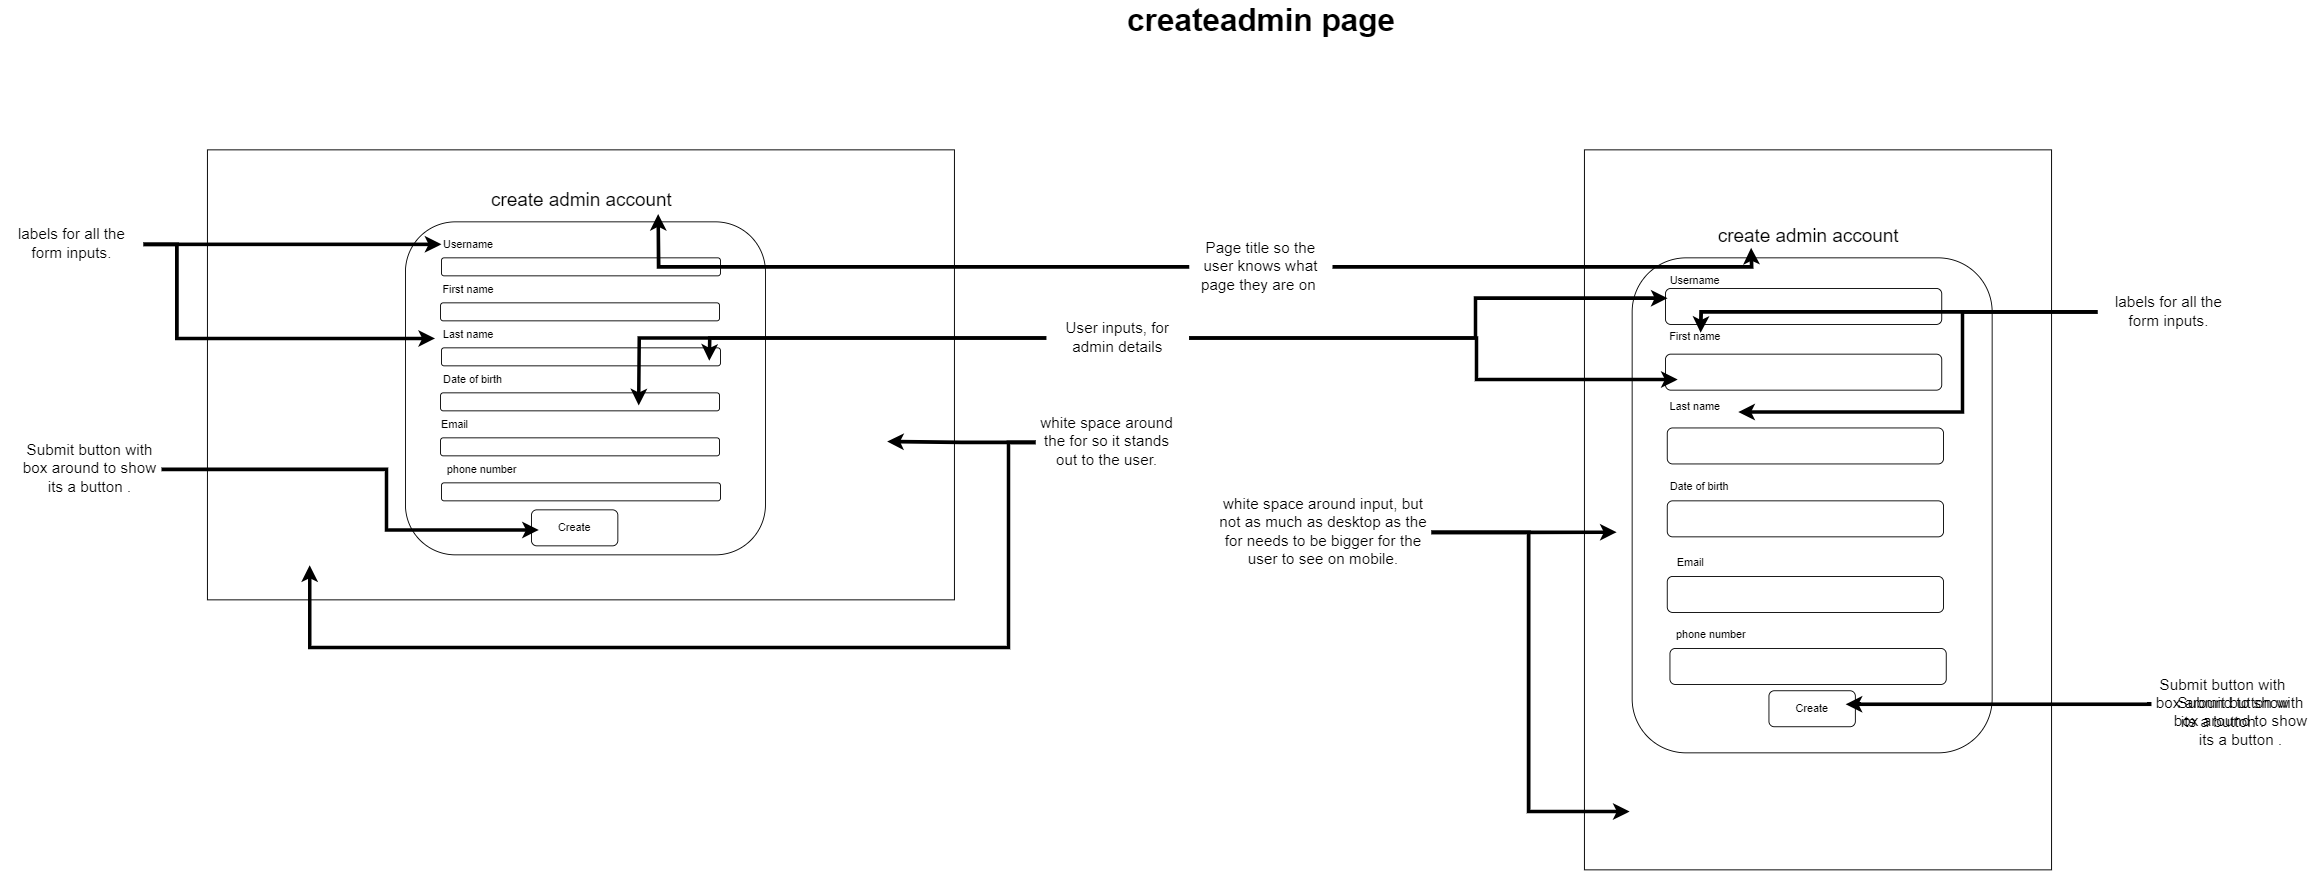 createadmin page
labels for all the
form inputs.
Submit button with
box around to show
its a button .
create admin account
Username
First name
Last name
Date of birth
Email
phone number
Create
Page title so the
user knows what
page they are on
User inputs, for
admin details
white space around
the for so it stands
out to the user.
white space around input, but
not as much as desktop as the
for needs to be bigger for the
user to see on mobile.
create admin account
Username
First name
Last name
Date of birth
Email
phone number
Create
labels for all the
form inputs.
Submit button with
box around to show
its a button .
Submit button with
box around to show
its a button .